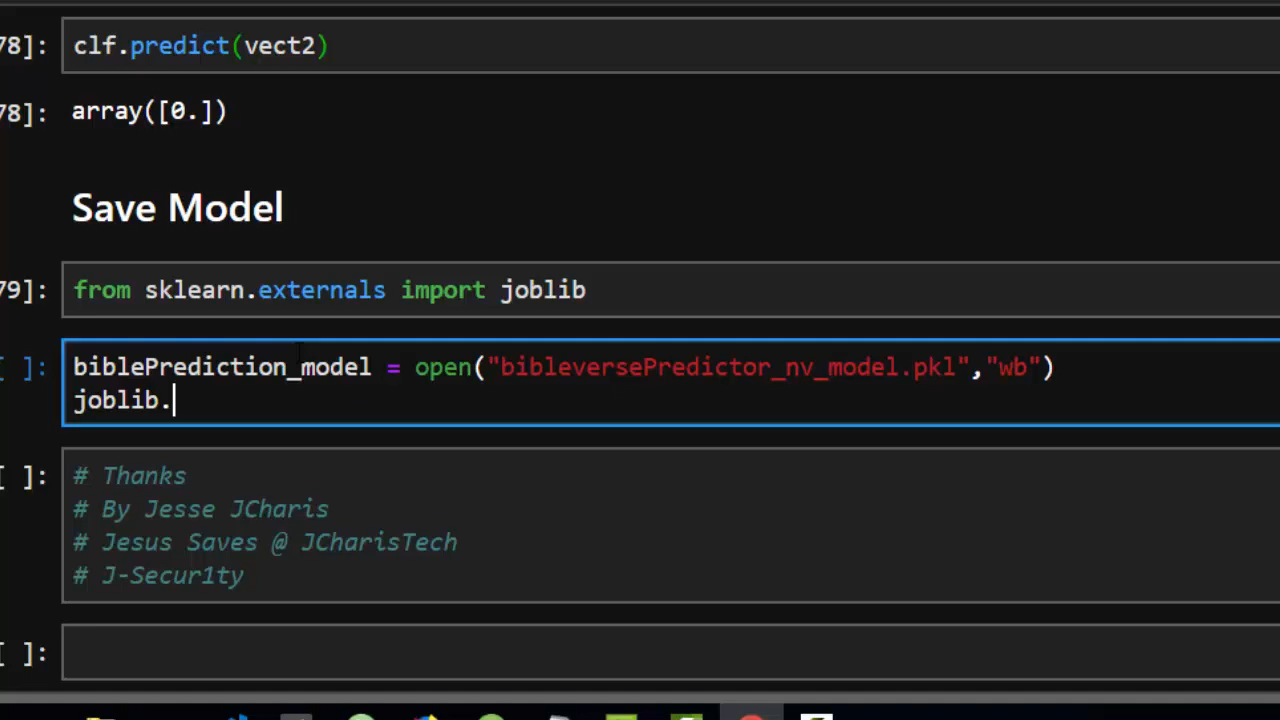 78]:
clf.predict(vect2)
78]:
array([0.])
Save Model
79]:
from sklearn.externals import joblib
[ ]:
biblePrediction_model = open("bibleversePredictor_nv_model.pkl","wb")
joblib.
[ ]:
# Thanks
# By Jesse JCharis
# Jesus Saves @ JCharisTech
# J-Secur1ty
[ ]: